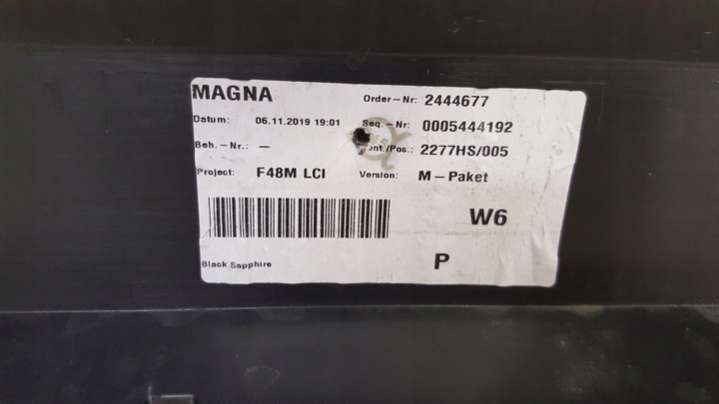 MAGNA Order-Nr: 2444677
Datum: 06.11.2019 19:01 Seq.-Nr: 0005444192
Beh.-Nr.: — /Pos.: 2277HS/005
Project: F48M LCI Version: M-Paket
W6
Black Sapphire P